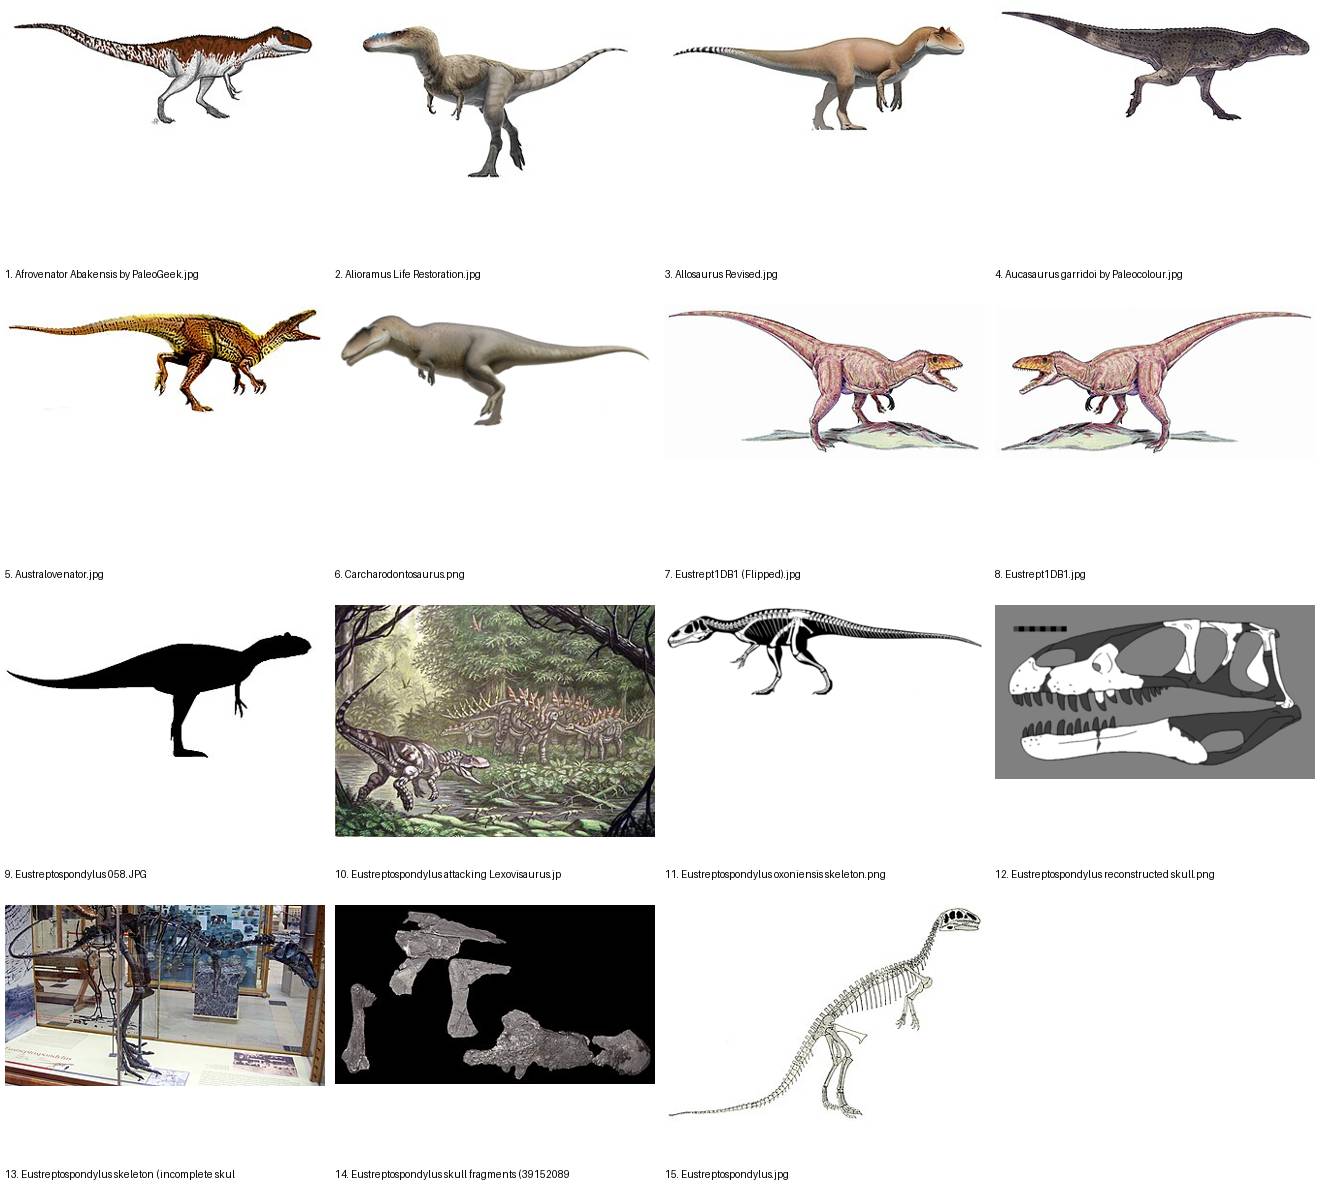 1. Afrovenator Abakensis by PaleoGeek.jpg
2. Alioramus Life Restoration.jpg
3. Allosaurus Revised.jpg
4. Aucasaurus garridoi by Paleocolour.jpg
5. Australovenator.jpg
6. Carcharodontosaurus.png
7. Eustrept1DB1 (Flipped).jpg
8. Eustrept1DB1.jpg
9. Eustreptospondylus 058.JPG
10. Eustreptospondylus attacking Lexovisaurus.jp
11. Eustreptospondylus oxoniensis skeleton.png
12. Eustreptospondylus reconstructed skull.png
13. Eustreptospondylus skeleton (incomplete skul
14. Eustreptospondylus skull fragments (39152089
15. Eustreptospondylus.jpg